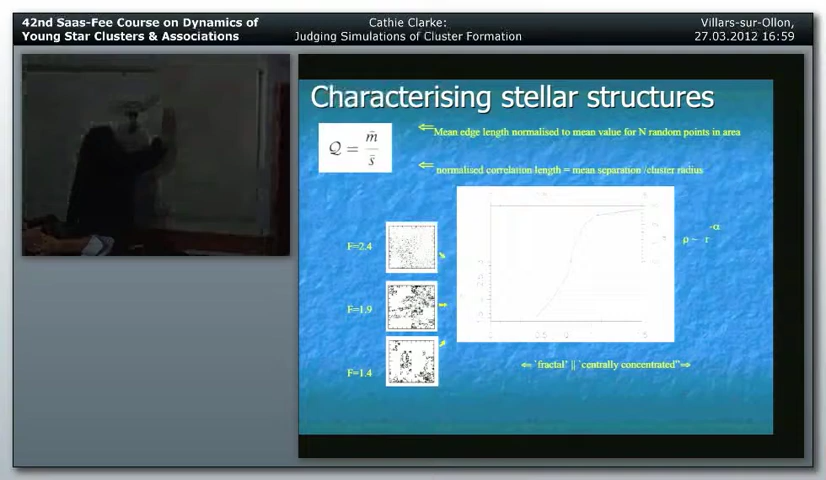 42nd Saas-Fee Course on Dynamics of
Young Star Clusters & Associations
Cathie Clarke:
Judging Simulations of Cluster Formation
Villars-sur-Ollon,
27.03.2012 16:59
Characterising stellar structures
Q = m̄ / s̄
⇐ Mean edge length normalised to mean value for N random points in area
⇐ normalised correlation length = mean separation /cluster radius
F=2.4
F=1.9
F=1.4
ρ ~ r^-α
⇐ `fractal' || `centrally concentrated" ⇒